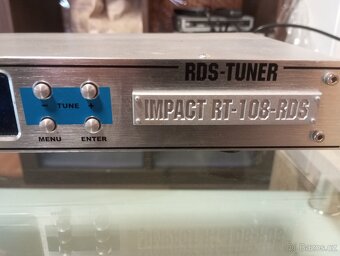 RDS-TUNER
- TUNE +
IMPACT RT-108-RDS
MENU ENTER